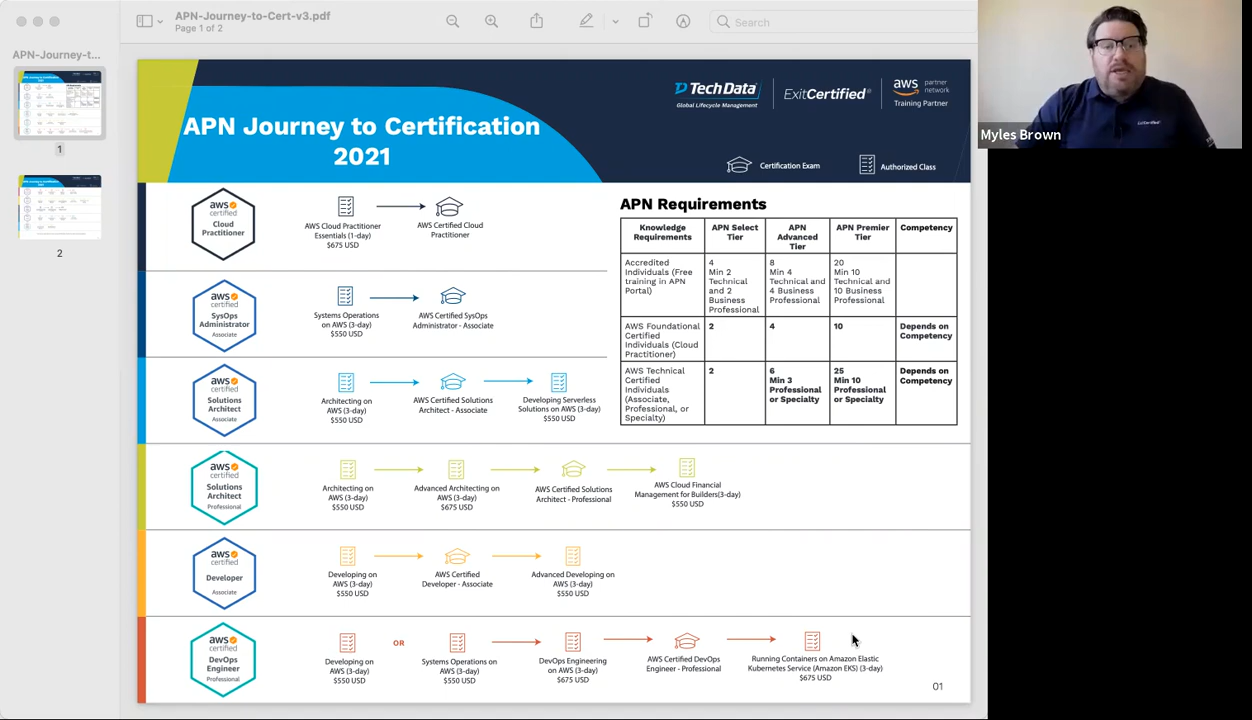 APN-Journey-to-Cert-v3.pdf
Page 1 of 2
Search
APN-Journey-t...
1
2
Myles Brown
APN Journey to Certification
2021
TechData
Global Lifecycle Management
ExitCertified®
aws partner network
Training Partner
Certification Exam
Authorized Class
aws
certified
Cloud
Practitioner
AWS Cloud Practitioner
Essentials (1-day)
$675 USD
AWS Certified Cloud
Practitioner
APN Requirements
Knowledge Requirements
APN Select Tier
APN Advanced Tier
APN Premier Tier
Competency
Accredited
Individuals (Free
training in APN
Portal)
4
Min 2
Technical
and 2
Business
Professional
8
Min 4
Technical and
4 Business
Professional
20
Min 10
Technical and
10 Business
Professional
AWS Foundational
Certified
Individuals (Cloud
Practitioner)
2
4
10
Depends on
Competency
AWS Technical
Certified
Individuals
(Associate,
Professional, or
Specialty)
2
6
Min 3
Professional
or Specialty
25
Min 10
Professional
or Specialty
Depends on
Competency
aws
certified
SysOps
Administrator
Associate
Systems Operations
on AWS (3-day)
$550 USD
AWS Certified SysOps
Administrator - Associate
aws
certified
Solutions
Architect
Associate
Architecting on
AWS (3-day)
$550 USD
AWS Certified Solutions
Architect - Associate
Developing Serverless
Solutions on AWS (3-day)
$550 USD
aws
certified
Solutions
Architect
Professional
Architecting on
AWS (3-day)
$550 USD
Advanced Architecting on
AWS (3-day)
$675 USD
AWS Certified Solutions
Architect - Professional
AWS Cloud Financial
Management for Builders(3-day)
$550 USD
aws
certified
Developer
Associate
Developing on
AWS (3-day)
$550 USD
AWS Certified
Developer - Associate
Advanced Developing on
AWS (3-day)
$550 USD
aws
certified
DevOps
Engineer
Professional
Developing on
AWS (3-day)
$550 USD
OR
Systems Operations on
AWS (3-day)
$550 USD
DevOps Engineering
on AWS (3-day)
$675 USD
AWS Certified DevOps
Engineer - Professional
Running Containers on Amazon Elastic
Kubernetes Service (Amazon EKS) (3-day)
$675 USD
01